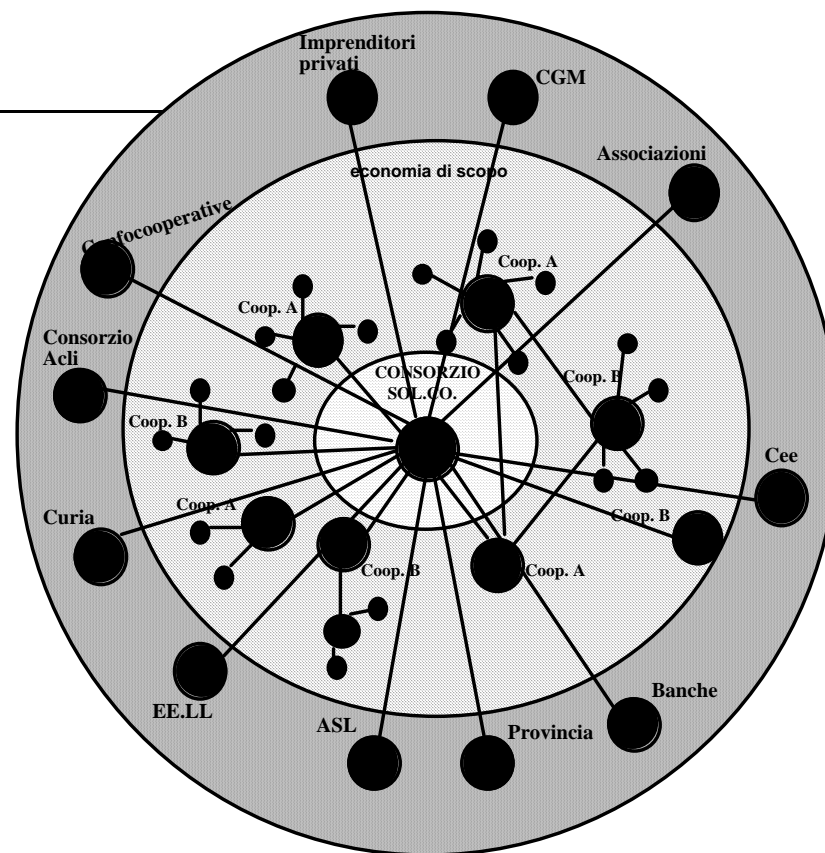 Imprenditori
privati
CGM
Associazioni
economia di scopo
Confocooperative
Coop. A
Coop. A
Consorzio
Acli
CONSORZIO
SOL.CO.
Coop. B
Coop. B
Cee
Coop. A
Curia
Coop. B
Coop. B
Coop. A
Banche
EE.LL
ASL
Provincia